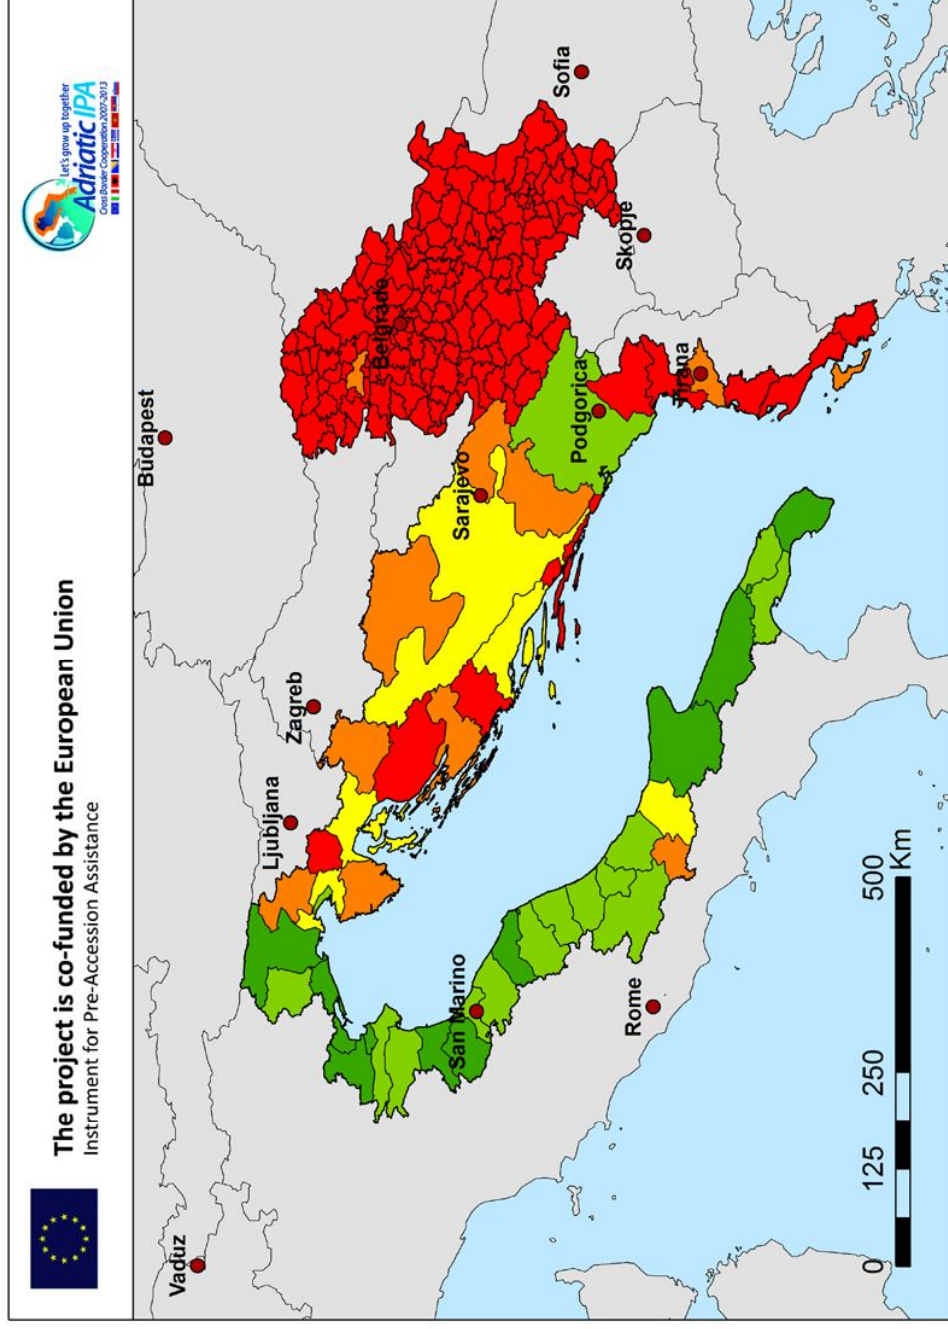 The project is co-funded by the European Union
Instrument for Pre-Accession Assistance
Let's grow up together
Adriatic IPA
Cross Border Cooperation 2007-2013
Vaduz
Budapest
Ljubljana
Zagreb
Belgrade
Sarajevo
Sofia
San Marino
Podgorica
Skopje
Rome
Tirana
0 125 250 500
Km